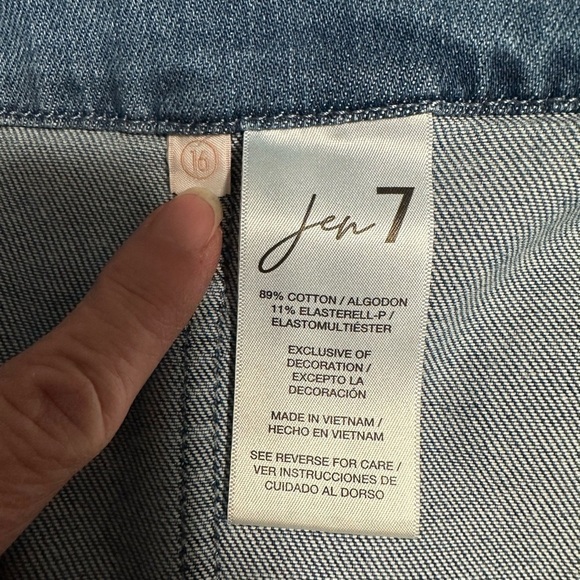 16
Jen7
89% COTTON / ALGODON
11% ELASTERELL-P /
ELASTOMULTIÉSTER
EXCLUSIVE OF
DECORATION /
EXCEPTO LA
DECORACIÓN
MADE IN VIETNAM /
HECHO EN VIETNAM
SEE REVERSE FOR CARE /
VER INSTRUCCIONES DE
CUIDADO AL DORSO